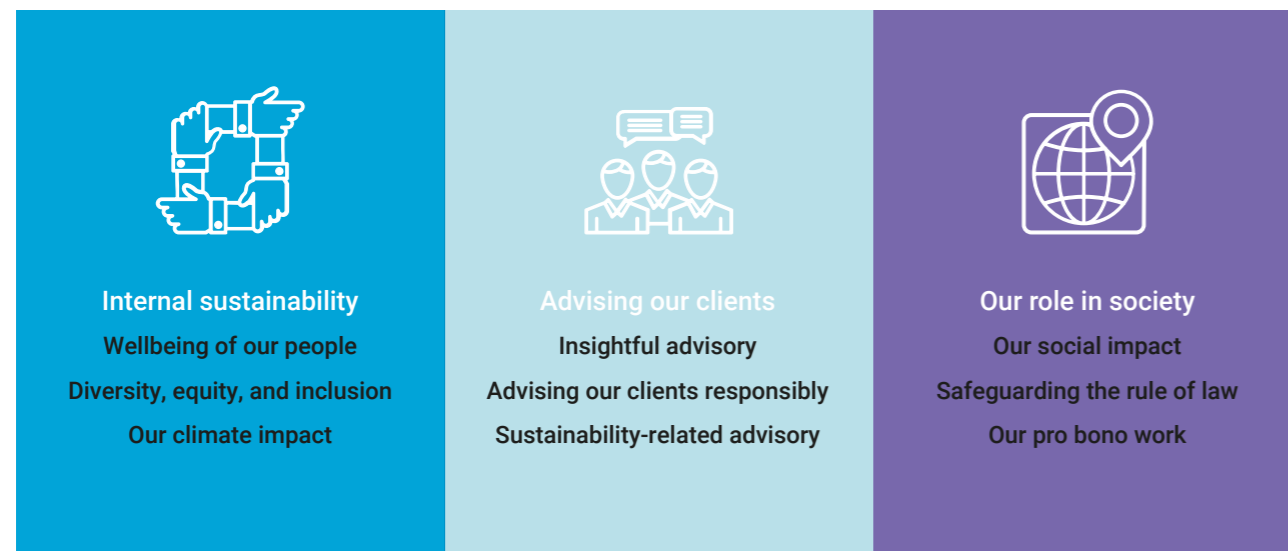 Internal sustainability
Wellbeing of our people
Diversity, equity, and inclusion
Our climate impact
Advising our clients
Insightful advisory
Advising our clients responsibly
Sustainability-related advisory
Our role in society
Our social impact
Safeguarding the rule of law
Our pro bono work